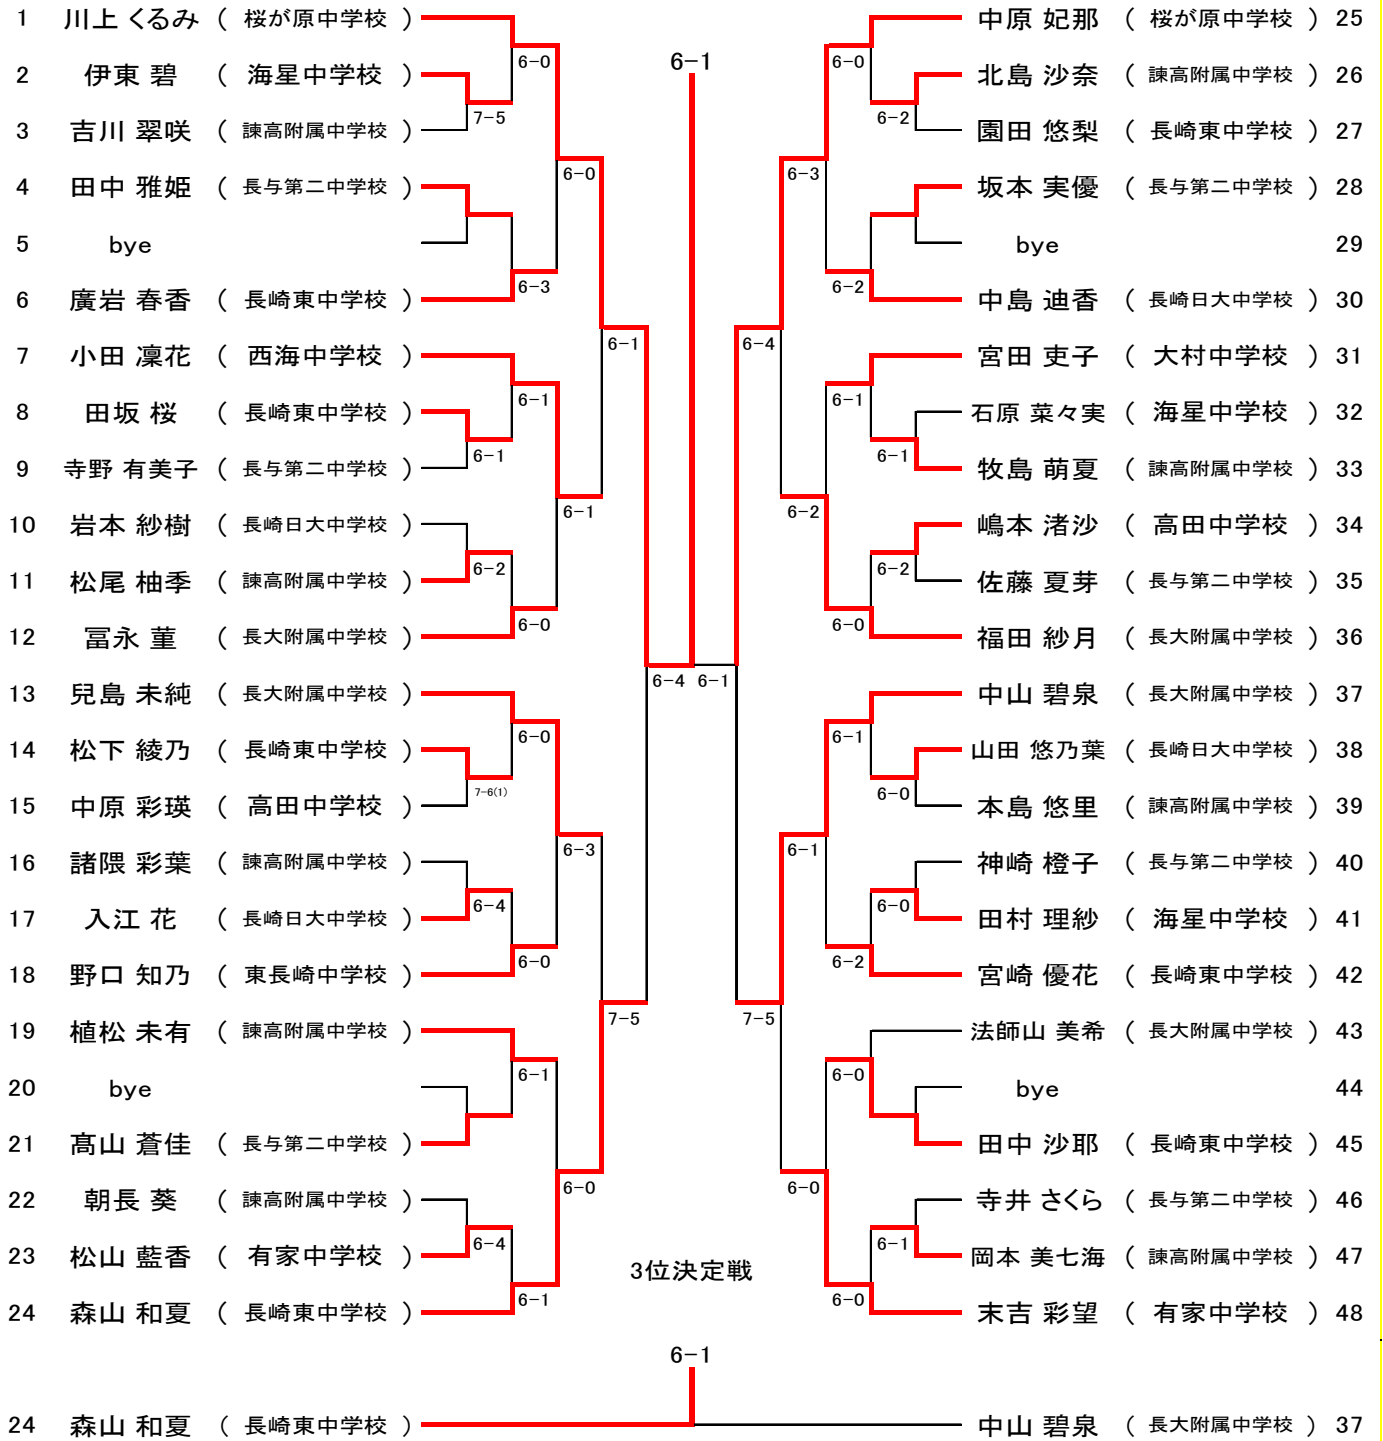 1 川上 くるみ ( 桜が原中学校 )
2 伊東 碧 ( 海星中学校 )
3 吉川 翠咲 ( 諫高附属中学校 )
4 田中 雅姫 ( 長与第二中学校 )
5 bye
6 廣岩 春香 ( 長崎東中学校 )
7 小田 凜花 ( 西海中学校 )
8 田坂 桜 ( 長崎東中学校 )
9 寺野 有美子 ( 長与第二中学校 )
10 岩本 紗樹 ( 長崎日大中学校 )
11 松尾 柚季 ( 諫高附属中学校 )
12 冨永 菫 ( 長大附属中学校 )
13 兒島 未純 ( 長大附属中学校 )
14 松下 綾乃 ( 長崎東中学校 )
15 中原 彩瑛 ( 高田中学校 )
16 諸隈 彩葉 ( 諫高附属中学校 )
17 入江 花 ( 長崎日大中学校 )
18 野口 知乃 ( 東長崎中学校 )
19 植松 未有 ( 諫高附属中学校 )
20 bye
21 髙山 蒼佳 ( 長与第二中学校 )
22 朝長 葵 ( 諫高附属中学校 )
23 松山 藍香 ( 有家中学校 )
24 森山 和夏 ( 長崎東中学校 )
6-0
7-5
6-0
6-3
6-1
6-1
6-1
6-1
6-2
6-0
6-4
6-0
7-6(1)
6-3
6-4
6-0
7-5
6-1
6-0
6-4
6-1
6-1
6-1
6-0
6-2
6-3
6-2
6-4
6-1
6-1
6-2
6-2
6-0
6-1
6-0
6-1
6-0
6-2
7-5
6-0
6-0
6-1
6-0
中原 妃那 ( 桜が原中学校 ) 25
北島 沙奈 ( 諫高附属中学校 ) 26
園田 悠梨 ( 長崎東中学校 ) 27
坂本 実優 ( 長与第二中学校 ) 28
bye 29
中島 迪香 ( 長崎日大中学校 ) 30
宮田 吏子 ( 大村中学校 ) 31
石原 菜々実 ( 海星中学校 ) 32
牧島 萌夏 ( 諫高附属中学校 ) 33
嶋本 渚沙 ( 高田中学校 ) 34
佐藤 夏芽 ( 長与第二中学校 ) 35
福田 紗月 ( 長大附属中学校 ) 36
中山 碧泉 ( 長大附属中学校 ) 37
山田 悠乃葉 ( 長崎日大中学校 ) 38
本島 悠里 ( 諫高附属中学校 ) 39
神崎 橙子 ( 長与第二中学校 ) 40
田村 理紗 ( 海星中学校 ) 41
宮崎 優花 ( 長崎東中学校 ) 42
法師山 美希 ( 長大附属中学校 ) 43
bye 44
田中 沙耶 ( 長崎東中学校 ) 45
寺井 さくら ( 長与第二中学校 ) 46
岡本 美七海 ( 諫高附属中学校 ) 47
末吉 彩望 ( 有家中学校 ) 48
3位決定戦
6-1
24 森山 和夏 ( 長崎東中学校 )
中山 碧泉 ( 長大附属中学校 ) 37